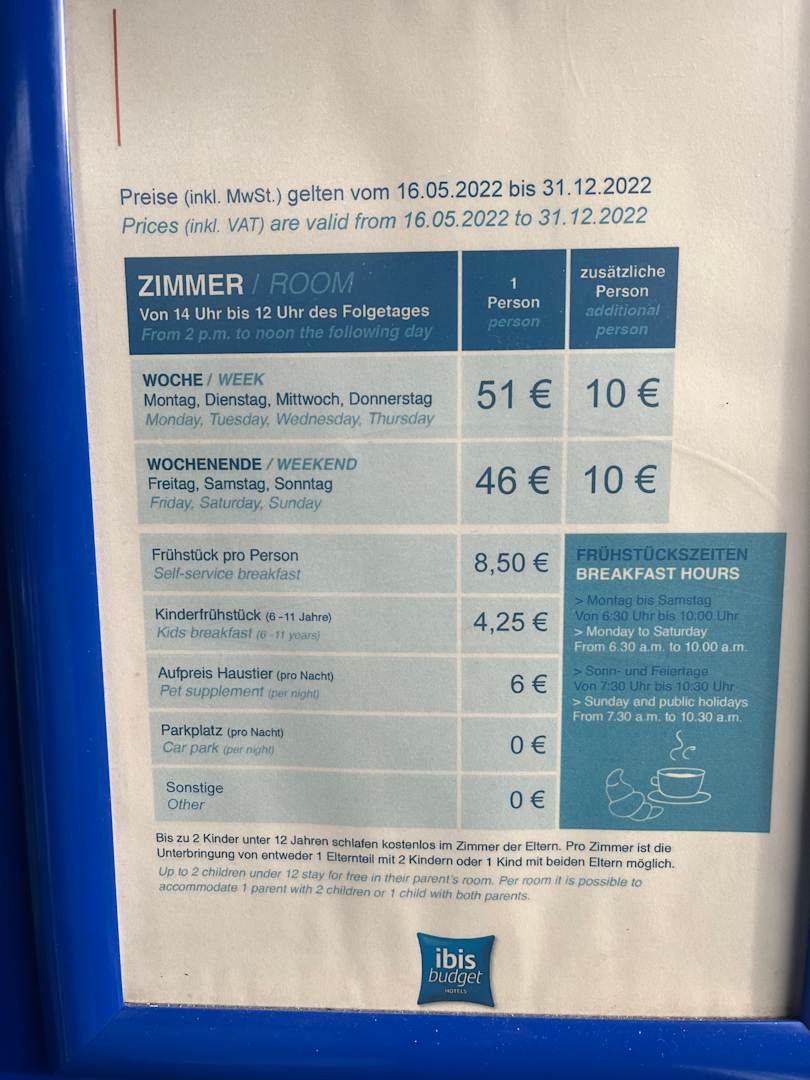 Preise (inkl. MwSt.) gelten vom 16.05.2022 bis 31.12.2022
Prices (inkl. VAT) are valid from 16.05.2022 to 31.12.2022
ZIMMER / ROOM
Von 14 Uhr bis 12 Uhr des Folgetages
From 2 p.m. to noon the following day
1
Person
person
zusätzliche
Person
additional
person
WOCHE / WEEK
Montag, Dienstag, Mittwoch, Donnerstag
Monday, Tuesday, Wednesday, Thursday
51 €
10 €
WOCHENENDE / WEEKEND
Freitag, Samstag, Sonntag
Friday, Saturday, Sunday
46 €
10 €
Frühstück pro Person
Self-service breakfast
8,50 €
Kinderfrühstück (6 -11 Jahre)
Kids breakfast (6 -11 years)
4,25 €
Aufpreis Haustier (pro Nacht)
Pet supplement (per night)
6 €
Parkplatz (pro Nacht)
Car park (per night)
0 €
Sonstige
Other
0 €
FRÜHSTÜCKSZEITEN
BREAKFAST HOURS
> Montag bis Samstag
Von 6:30 Uhr bis 10:00 Uhr
> Monday to Saturday
From 6.30 a.m. to 10.00 a.m.
> Sonn- und Feiertage
Von 7:30 Uhr bis 10:30 Uhr
> Sunday and public holidays
From 7.30 a.m. to 10.30 a.m.
Bis zu 2 Kinder unter 12 Jahren schlafen kostenlos im Zimmer der Eltern. Pro Zimmer ist die
Unterbringung von entweder 1 Elternteil mit 2 Kindern oder 1 Kind mit beiden Eltern möglich.
Up to 2 children under 12 stay for free in their parent's room. Per room it is possible to
accommodate 1 parent with 2 children or 1 child with both parents.
ibis
budget
HOTELS